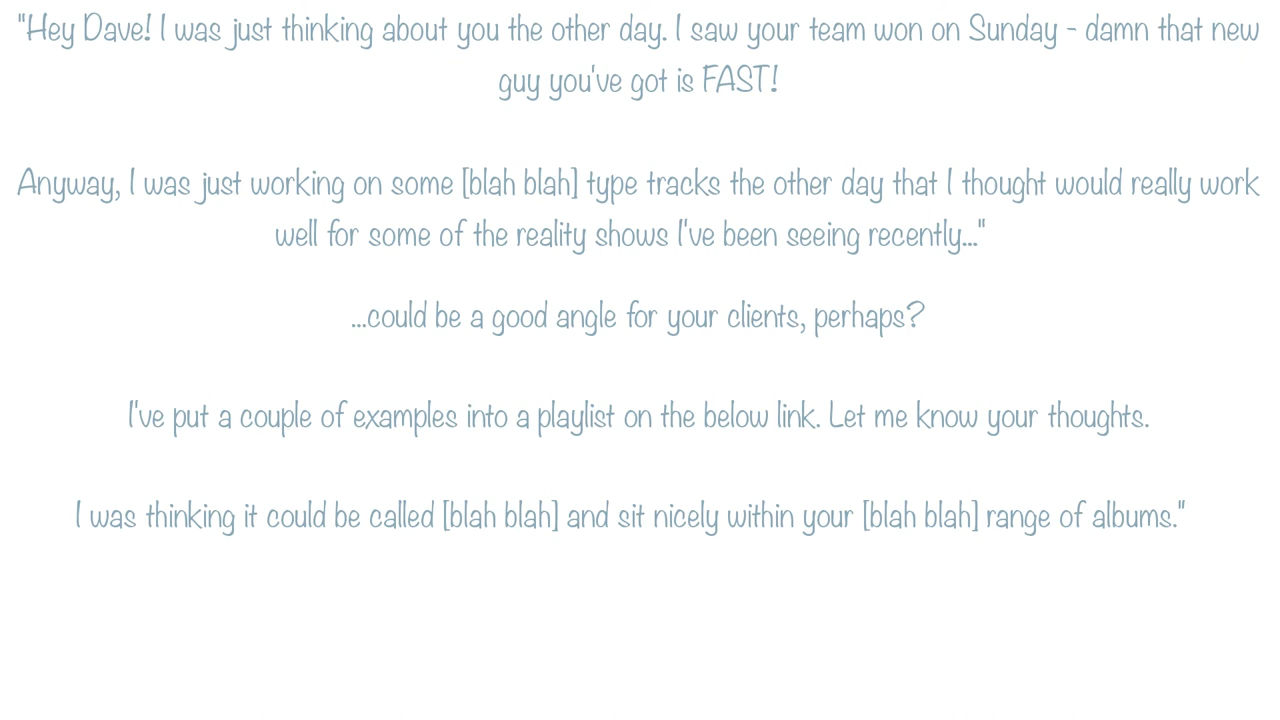 "Hey Dave! I was just thinking about you the other day. I saw your team won on Sunday - damn that new
guy you've got is FAST!
Anyway, I was just working on some [blah blah] type tracks the other day that I thought would really work
well for some of the reality shows I've been seeing recently..."
...could be a good angle for your clients, perhaps?
I've put a couple of examples into a playlist on the below link. Let me know your thoughts.
I was thinking it could be called [blah blah] and sit nicely within your [blah blah] range of albums."